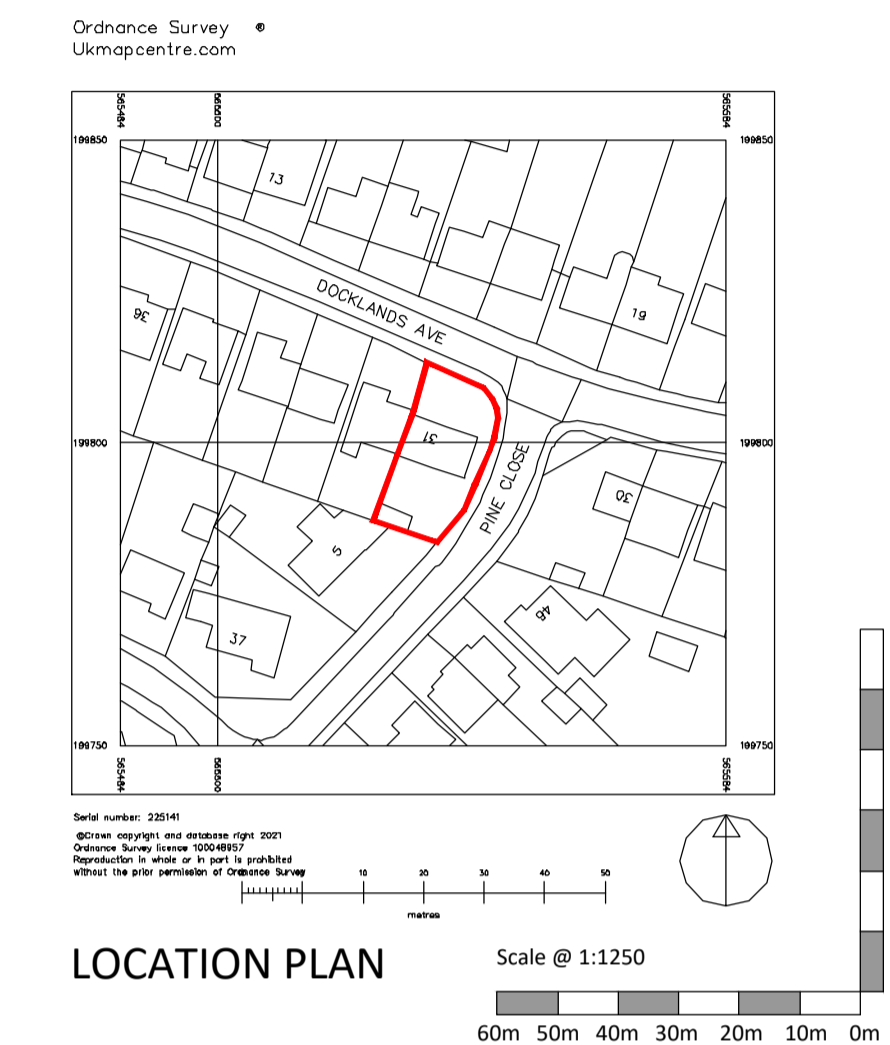 Ordnance Survey ®
Ukmapcentre.com
565484
565500
565584
199850
199850
13
DOCKLANDS AVE
36
19
31
199800
199800
PINE CLOSE
30
5
48
37
199750
199750
565484
565500
565584
Serial number: 225141
©Crown copyright and database right 2021
Ordnance Survey licence 100048957
Reproduction in whole or in part is prohibited
without the prior permission of Ordnance Survey
10 20 30 40 50
metres
LOCATION PLAN
Scale @ 1:1250
60m 50m 40m 30m 20m 10m 0m